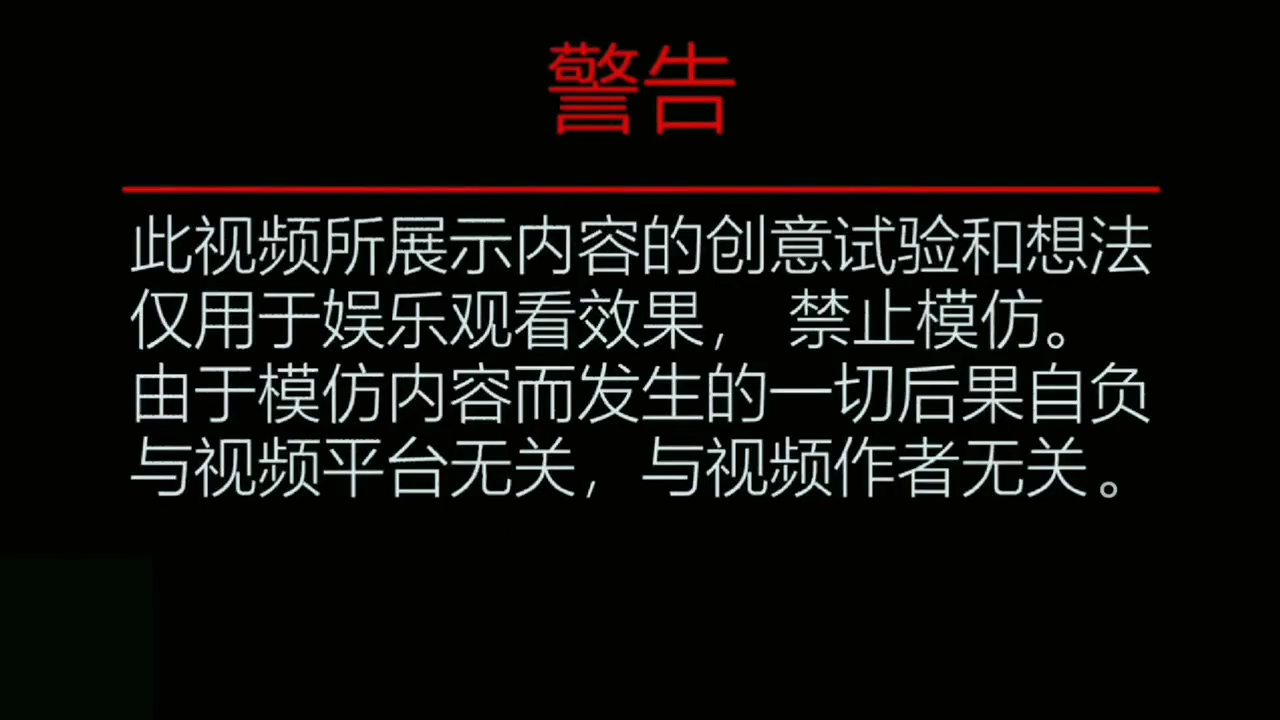 警告
此视频所展示内容的创意试验和想法
仅用于娱乐观看效果， 禁止模仿。
由于模仿内容而发生的一切后果自负
与视频平台无关，与视频作者无关。